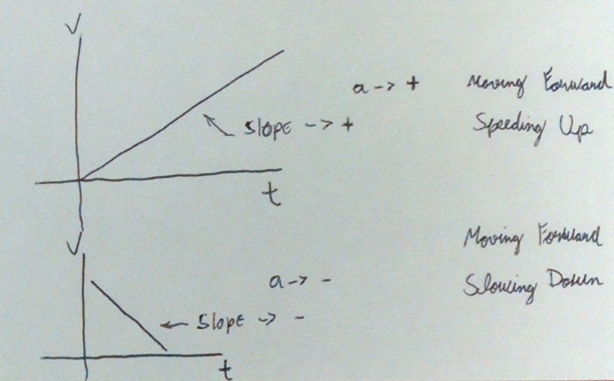 V
a -> + Moving Forward
Slope -> + Speeding Up
t
V
Moving Forward
a -> - Slowing Down
Slope -> -
t